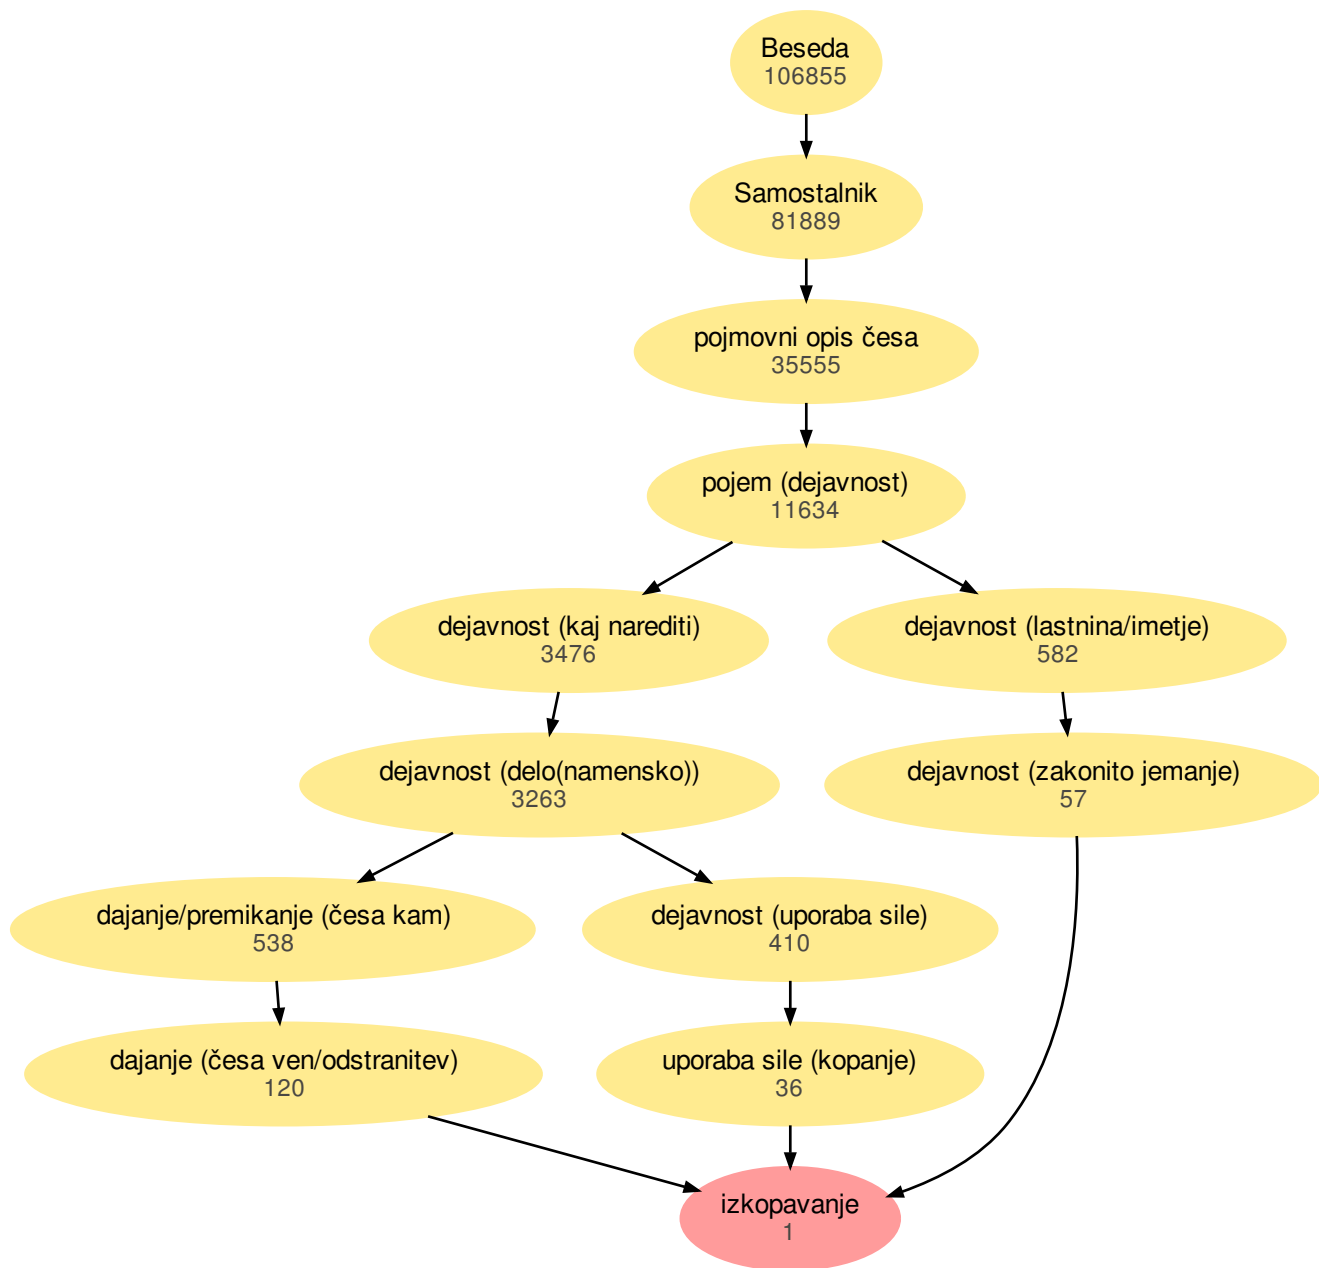 Beseda
106855
Samostalnik
81889
pojmovni opis česa
35555
pojem (dejavnost)
11634
dejavnost (kaj narediti)
3476
dejavnost (lastnina/imetje)
582
dejavnost (delo(namensko))
3263
dejavnost (zakonito jemanje)
57
dajanje/premikanje (česa kam)
538
dejavnost (uporaba sile)
410
dajanje (česa ven/odstranitev)
120
uporaba sile (kopanje)
36
izkopavanje
1